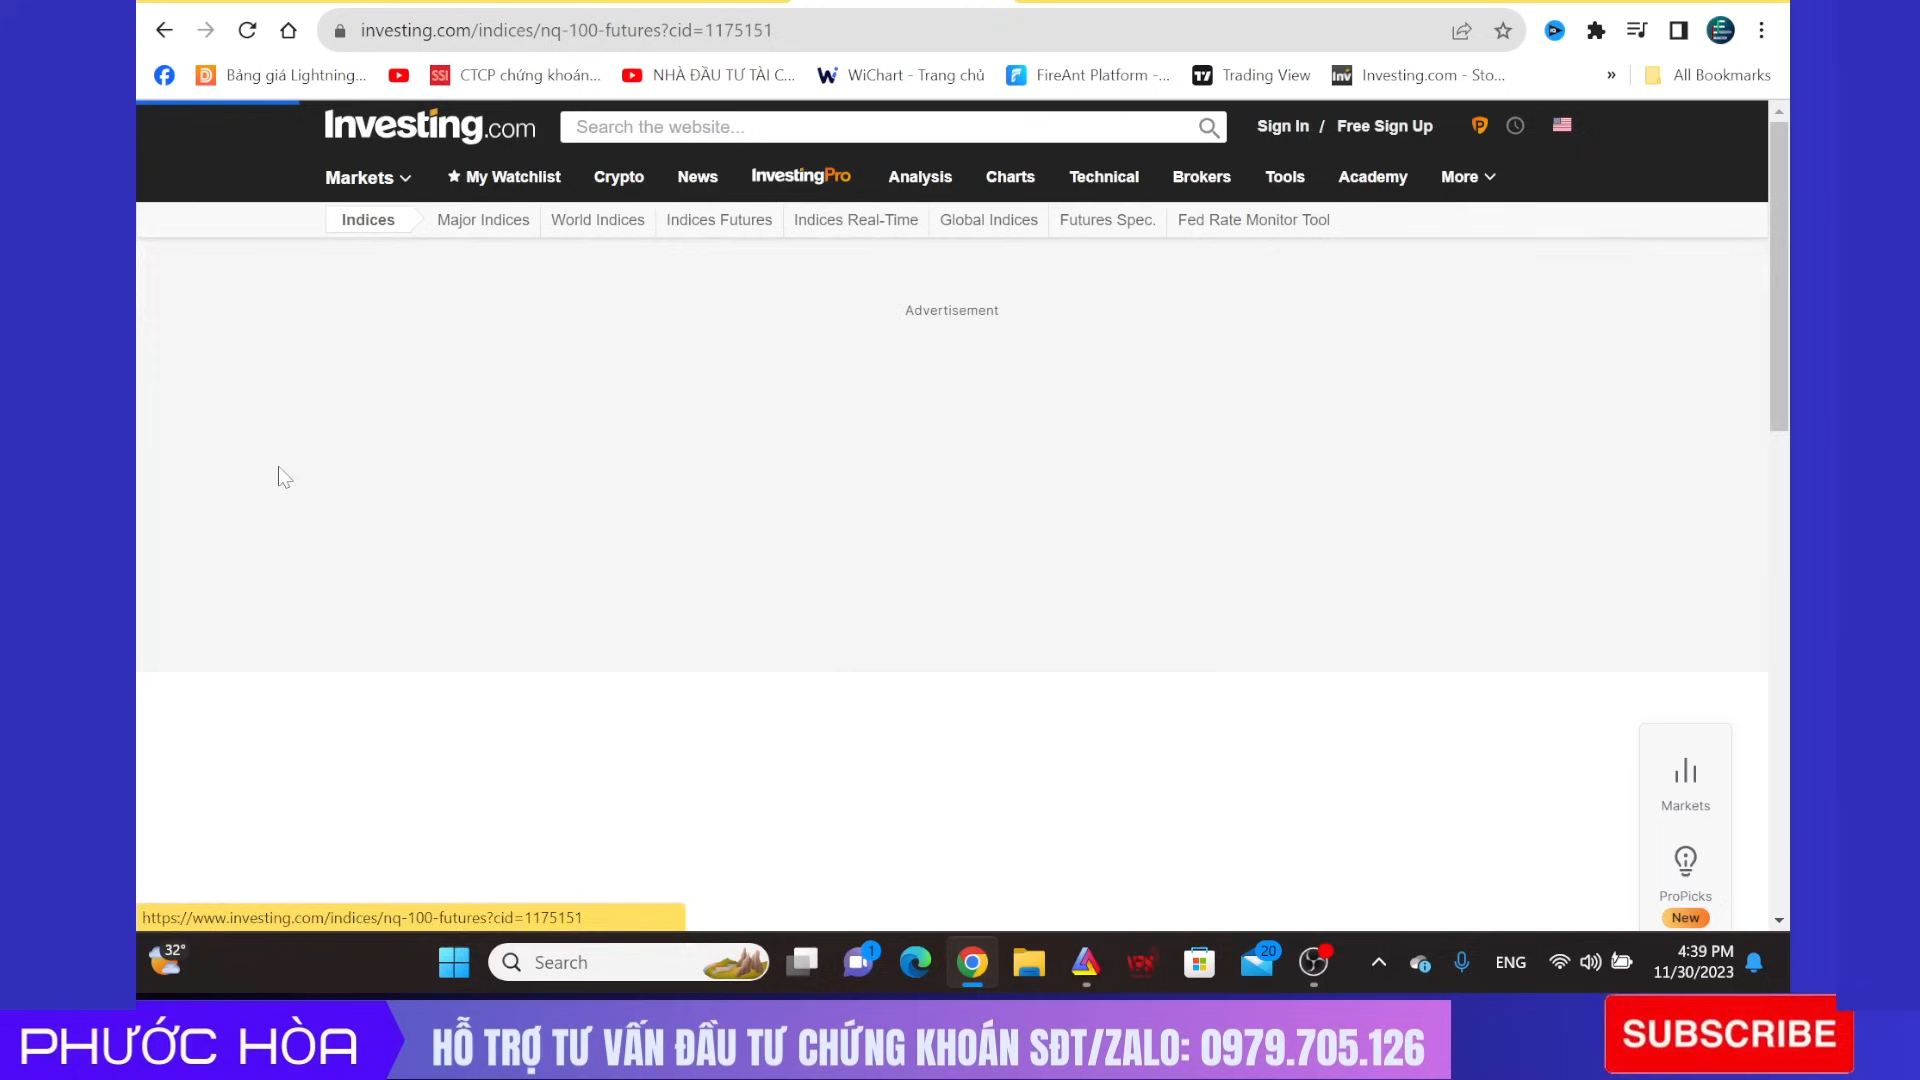 investing.com/indices/nq-100-futures?cid=1175151
Bảng giá Lightning...
SSI CTCP chứng khoán...
NHÀ ĐẦU TƯ TÀI C...
WiChart - Trang chủ
FireAnt Platform -...
Trading View
Inv Investing.com - Sto...
» All Bookmarks
Investing.com
Search the website...
Sign In / Free Sign Up
Markets
My Watchlist
Crypto
News
InvestingPro
Analysis
Charts
Technical
Brokers
Tools
Academy
More
Indices
Major Indices
World Indices
Indices Futures
Indices Real-Time
Global Indices
Futures Spec.
Fed Rate Monitor Tool
Advertisement
Markets
ProPicks
New
https://www.investing.com/indices/nq-100-futures?cid=1175151
32°
Search
1
20
ENG
4:39 PM
11/30/2023
PHƯỚC HÒA
HỖ TRỢ TƯ VẤN ĐẦU TƯ CHỨNG KHOÁN SĐT/ZALO: 0979.705.126
SUBSCRIBE